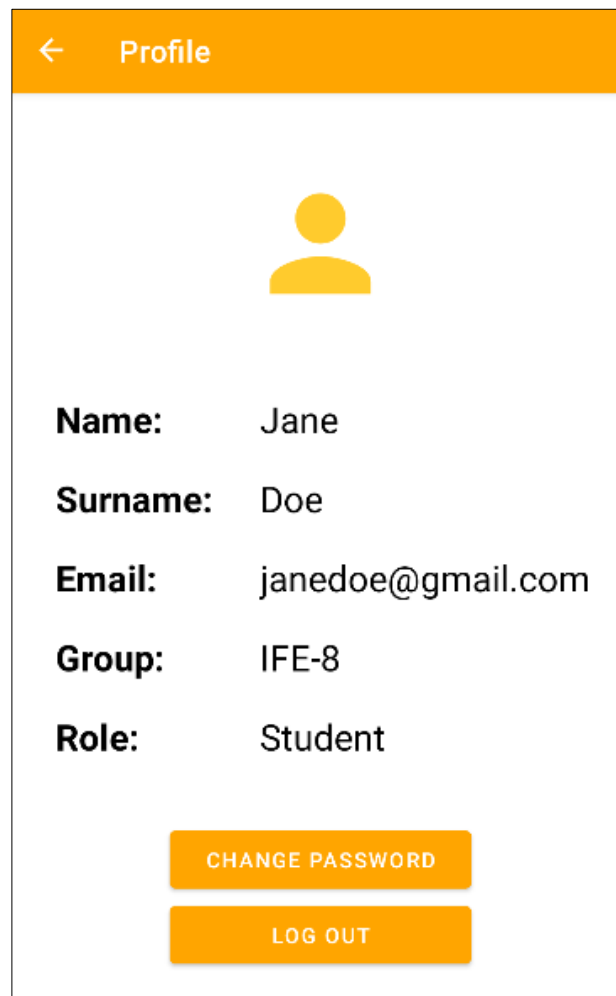 Profile
Name: Jane
Surname: Doe
Email: janedoe@gmail.com
Group: IFE-8
Role: Student
CHANGE PASSWORD
LOG OUT